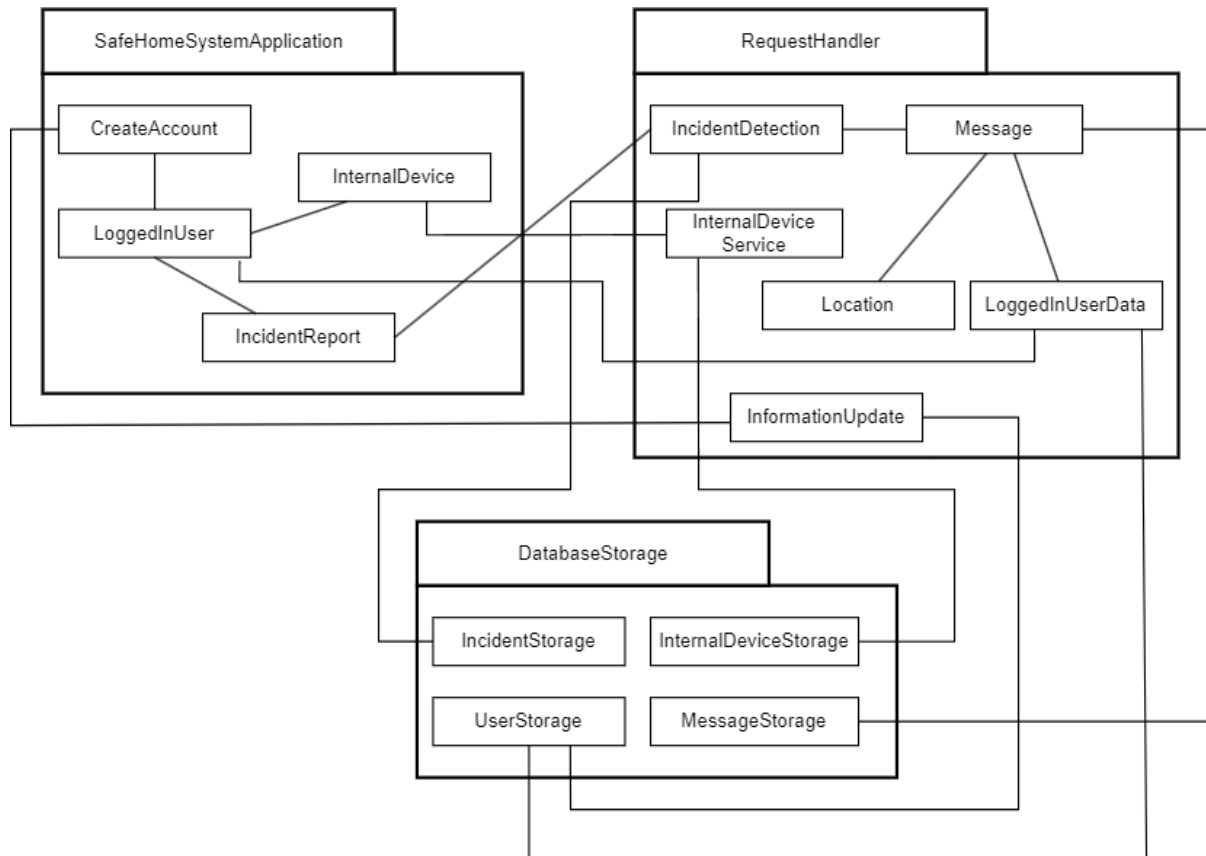 SafeHomeSystemApplication
CreateAccount
InternalDevice
LoggedInUser
IncidentReport
RequestHandler
IncidentDetection
Message
InternalDevice
Service
Location
LoggedInUserData
InformationUpdate
DatabaseStorage
IncidentStorage
InternalDeviceStorage
UserStorage
MessageStorage